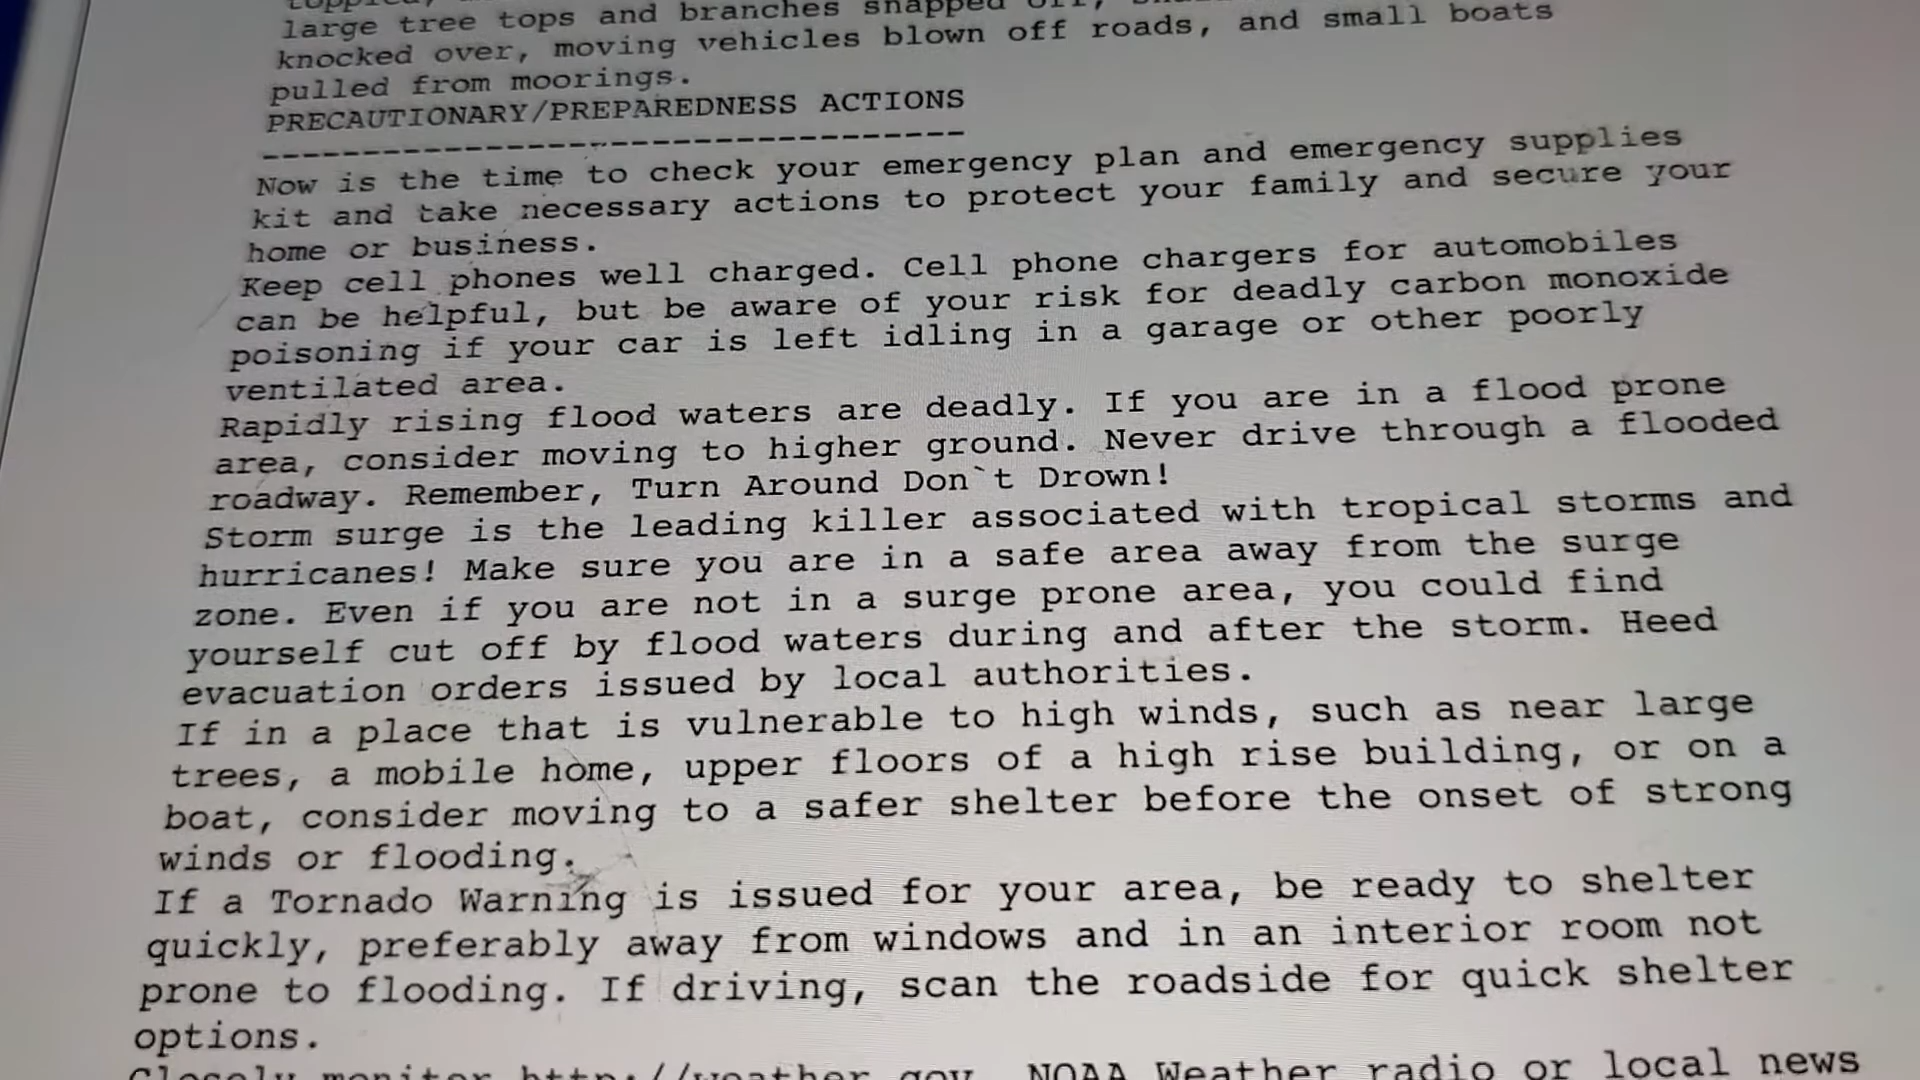 large tree tops and branches snapped off,
knocked over, moving vehicles blown off roads, and small boats
pulled from moorings.
PRECAUTIONARY/PREPAREDNESS ACTIONS
-------------------------------
Now is the time to check your emergency plan and emergency supplies
kit and take necessary actions to protect your family and secure your
home or business.
Keep cell phones well charged. Cell phone chargers for automobiles
can be helpful, but be aware of your risk for deadly carbon monoxide
poisoning if your car is left idling in a garage or other poorly
ventilated area.
Rapidly rising flood waters are deadly. If you are in a flood prone
area, consider moving to higher ground. Never drive through a flooded
roadway. Remember, Turn Around Don`t Drown!
Storm surge is the leading killer associated with tropical storms and
hurricanes! Make sure you are in a safe area away from the surge
zone. Even if you are not in a surge prone area, you could find
yourself cut off by flood waters during and after the storm. Heed
evacuation orders issued by local authorities.
If in a place that is vulnerable to high winds, such as near large
trees, a mobile home, upper floors of a high rise building, or on a
boat, consider moving to a safer shelter before the onset of strong
winds or flooding.
If a Tornado Warning is issued for your area, be ready to shelter
quickly, preferably away from windows and in an interior room not
prone to flooding. If driving, scan the roadside for quick shelter
options.
Closely monitor http://weather.gov, NOAA Weather radio or local news